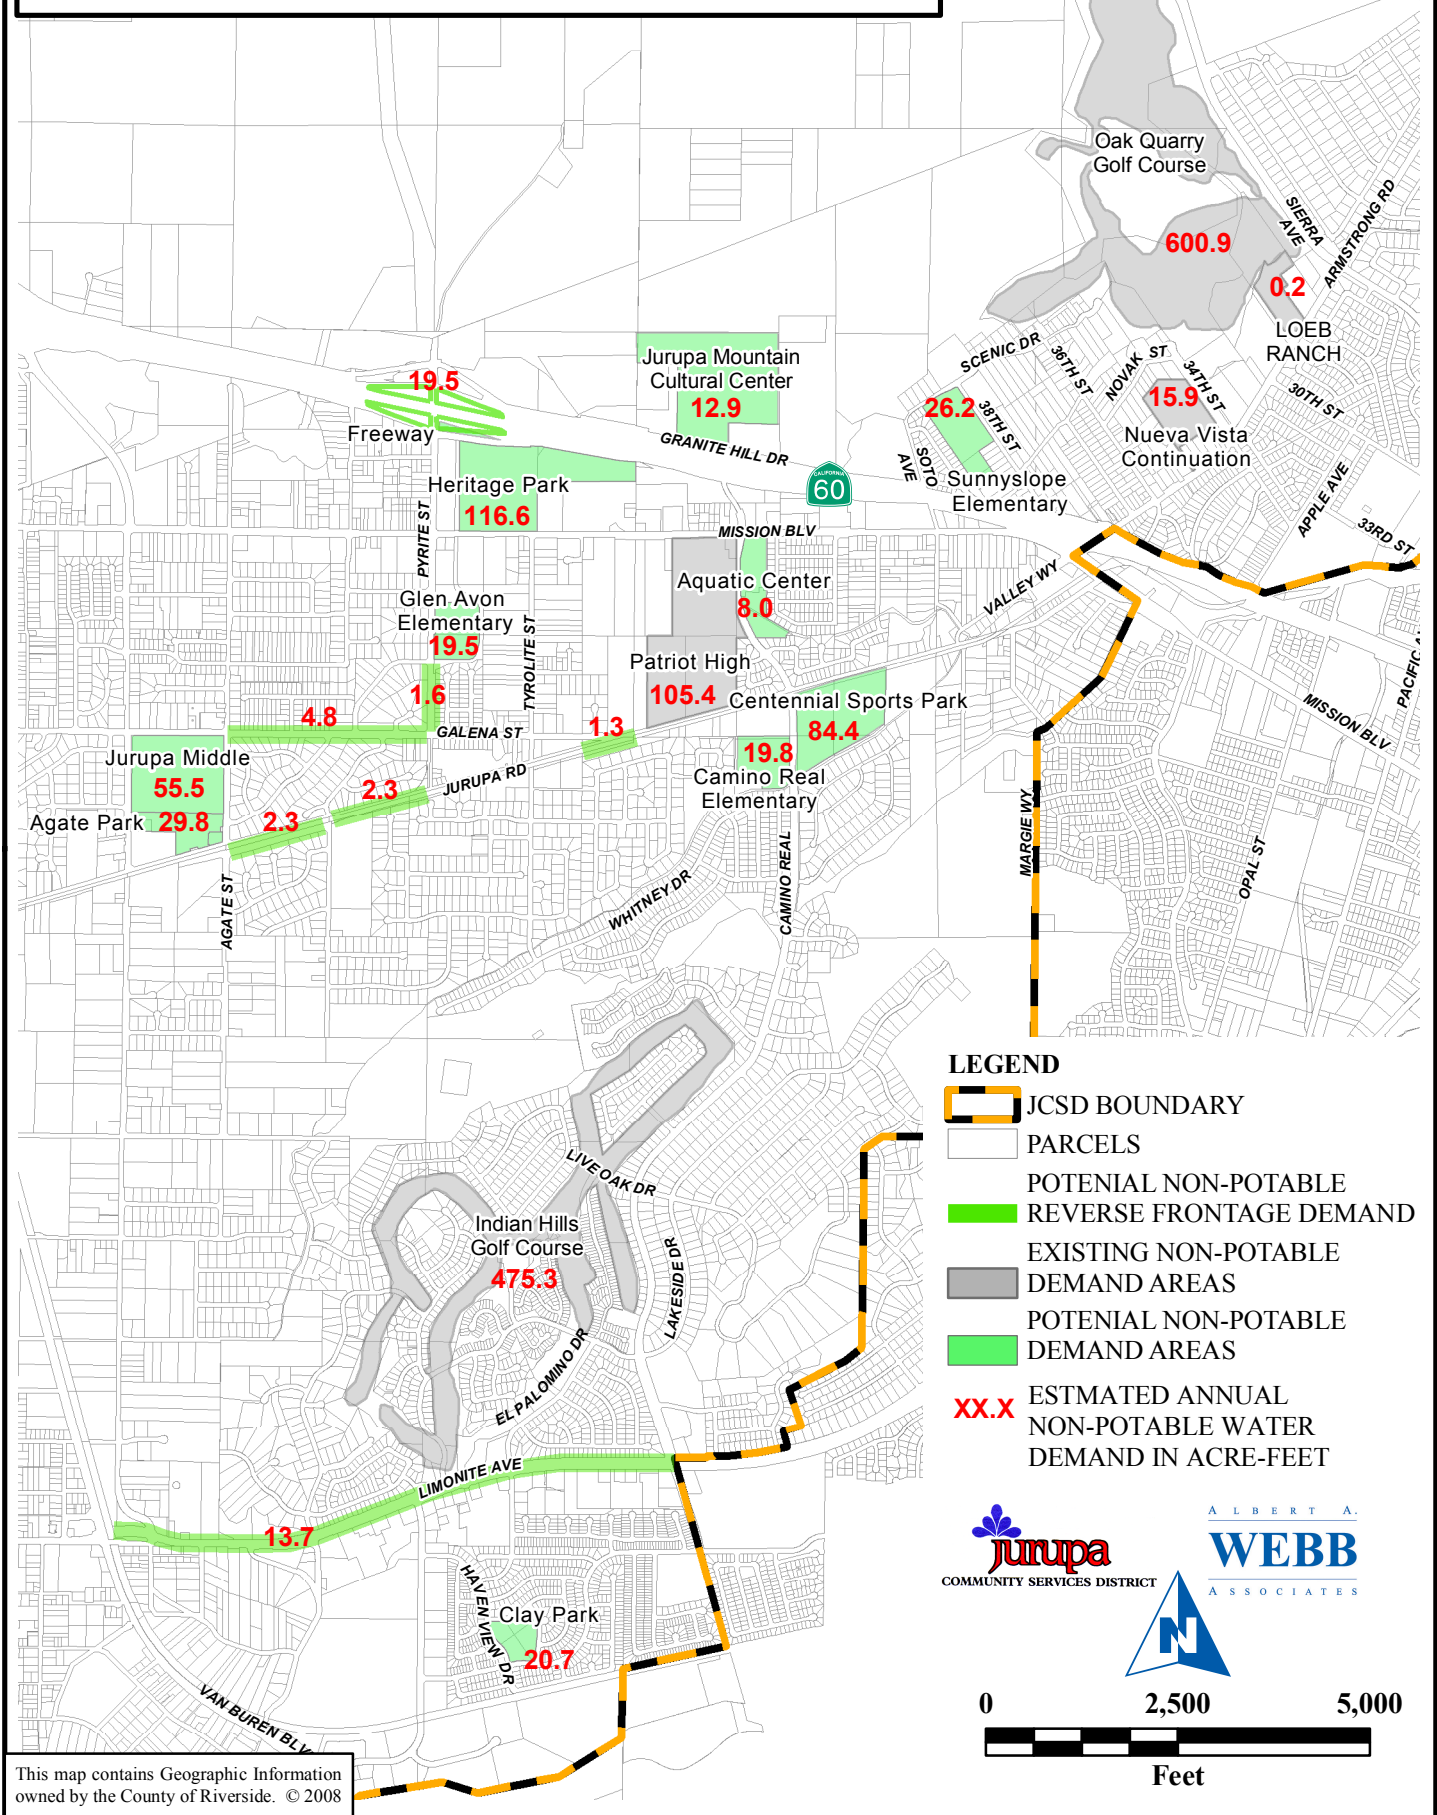 Oak Quarry
Golf Course
600.9
SIERRA
AVE
ARMSTRONG RD
0.2
LOEB
RANCH
SCENIC DR
36TH ST
NOVAK ST
34TH ST
30TH ST
15.9
Nueva Vista
Continuation
26.2
38TH ST
SOTO
AVE
Sunnyslope
Elementary
APPLE AVE
33RD ST
19.5
Freeway
Jurupa Mountain
Cultural Center
12.9
GRANITE HILL DR
CALIFORNIA
60
Heritage Park
116.6
PYRITE ST
MISSION BLV
Aquatic Center
8.0
VALLEY WY
Glen Avon
Elementary
19.5
TYROLITE ST
Patriot High
105.4
Centennial Sports Park
84.4
1.6
4.8
GALENA ST
1.3
19.8
Camino Real
Elementary
MISSION BLV
Jurupa Middle
55.5
Agate Park
29.8
2.3
2.3
JURUPA RD
AGATE ST
WHITNEY DR
CAMINO REAL
MARGIE WY
OPAL ST
LIVE OAK DR
Indian Hills
Golf Course
475.3
LAKESIDE DR
EL PALOMINO DR
LIMONITE AVE
13.7
HAVEN VIEW DR
Clay Park
20.7
VAN BUREN BLV
LEGEND
JCSD BOUNDARY
PARCELS
POTENIAL NON-POTABLE
REVERSE FRONTAGE DEMAND
EXISTING NON-POTABLE
DEMAND AREAS
POTENIAL NON-POTABLE
DEMAND AREAS
XX.X
ESTMATED ANNUAL
NON-POTABLE WATER
DEMAND IN ACRE-FEET
jurupa
COMMUNITY SERVICES DISTRICT
ALBERT A.
WEBB
ASSOCIATES
N
0 2,500 5,000
Feet
This map contains Geographic Information
owned by the County of Riverside. © 2008